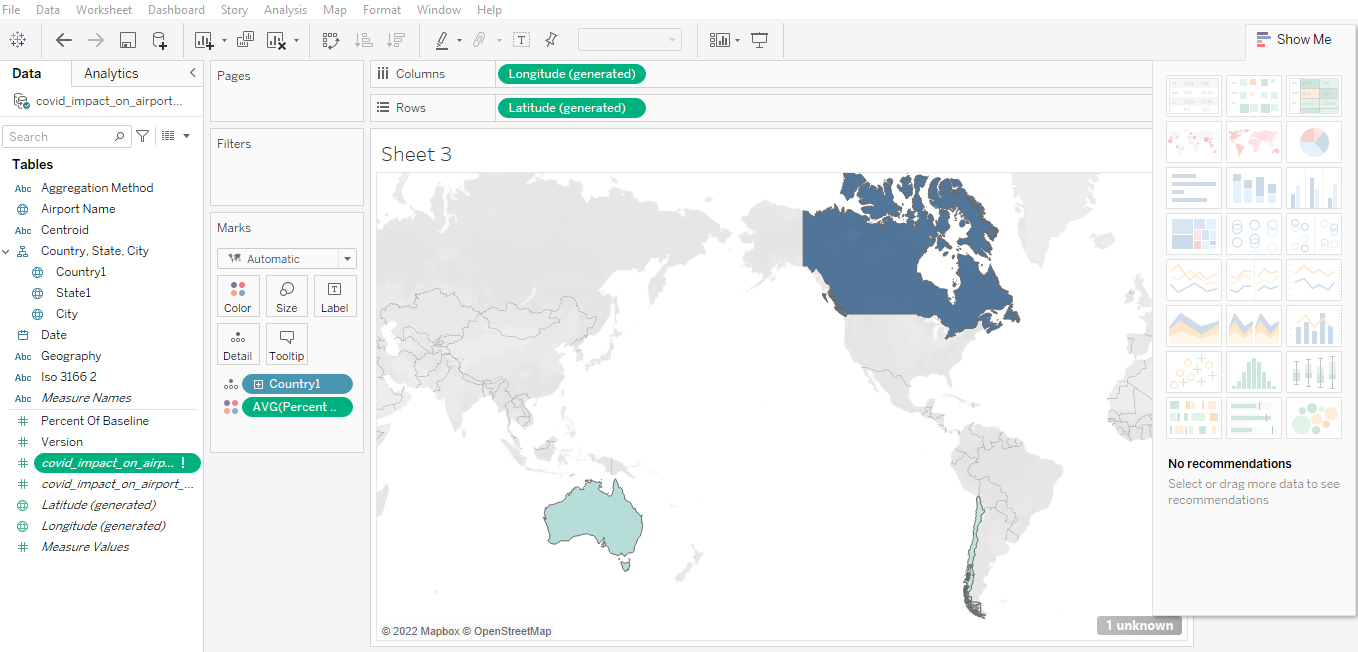 File Data Worksheet Dashboard Story Analysis Map Format Window Help
Show Me
Data Analytics
covid_impact_on_airport...
Search
Tables
Abc Aggregation Method
Airport Name
Abc Centroid
Country, State, City
Country1
State1
City
Date
Abc Geography
Abc Iso 3166 2
Abc Measure Names
Percent Of Baseline
Version
covid_impact_on_airp... !
covid_impact_on_airport_...
Latitude (generated)
Longitude (generated)
Measure Values
Pages
Filters
Marks
Automatic
Color Size Label
Detail Tooltip
Country1
AVG(Percent ..
Columns Longitude (generated)
Rows Latitude (generated)
Sheet 3
© 2022 Mapbox © OpenStreetMap
1 unknown
No recommendations
Select or drag more data to see
recommendations